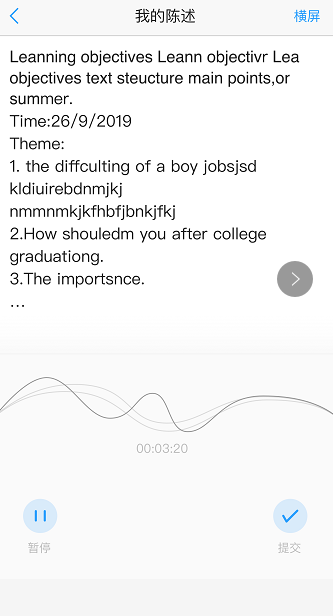 我的陈述
横屏
Leanning objectives Leann objectivr Lea
objectives text steucture main points,or
summer.
Time:26/9/2019
Theme:
1. the diffculting of a boy jobsjsd
kldiuirebdnmjkj
nmmnmkjkfhbfjbnkjfkj
2.How shouledm you after college
graduationg.
3.The importsnce.
...
00:03:20
暂停
提交